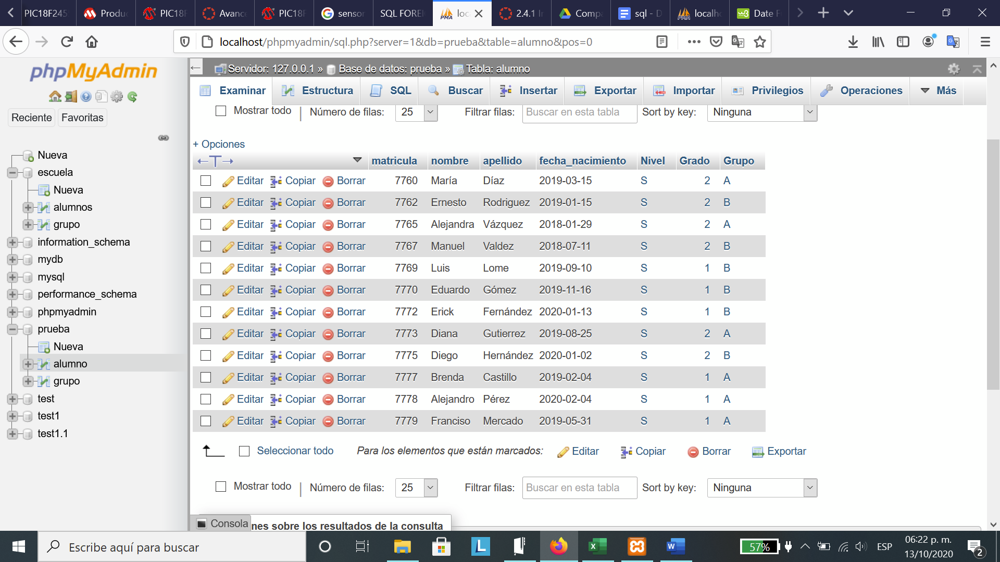 PIC18F245 Produ PIC18F Avanc PIC18F sensor SQL FOREI loc 2.4.1 In Compa sql - D localho Date F
localhost/phpmyadmin/sql.php?server=1&db=prueba&table=alumno&pos=0
phpMyAdmin
Reciente Favoritas
Nueva
escuela
Nueva
alumnos
grupo
information_schema
mydb
mysql
performance_schema
phpmyadmin
prueba
Nueva
alumno
grupo
test
test1
test1.1
Servidor: 127.0.0.1 » Base de datos: prueba » Tabla: alumno
Examinar Estructura SQL Buscar Insertar Exportar Importar Privilegios Operaciones Más
Mostrar todo | Número de filas: 25 Filtrar filas: Buscar en esta tabla Sort by key: Ninguna
+ Opciones
←T→ matricula nombre apellido fecha_nacimiento Nivel Grado Grupo
Editar Copiar Borrar 7760 María Díaz 2019-03-15 S 2 A
Editar Copiar Borrar 7762 Ernesto Rodriguez 2019-01-15 S 2 B
Editar Copiar Borrar 7765 Alejandra Vázquez 2018-01-29 S 2 A
Editar Copiar Borrar 7767 Manuel Valdez 2018-07-11 S 2 B
Editar Copiar Borrar 7769 Luis Lome 2019-09-10 S 1 B
Editar Copiar Borrar 7770 Eduardo Gómez 2019-11-16 S 1 B
Editar Copiar Borrar 7772 Erick Fernández 2020-01-13 S 1 B
Editar Copiar Borrar 7773 Diana Gutierrez 2019-08-25 S 2 A
Editar Copiar Borrar 7775 Diego Hernández 2020-01-02 S 2 B
Editar Copiar Borrar 7777 Brenda Castillo 2019-02-04 S 1 A
Editar Copiar Borrar 7778 Alejandro Pérez 2020-02-04 S 1 A
Editar Copiar Borrar 7779 Franciso Mercado 2019-05-31 S 1 A
Seleccionar todo Para los elementos que están marcados: Editar Copiar Borrar Exportar
Mostrar todo | Número de filas: 25 Filtrar filas: Buscar en esta tabla Sort by key: Ninguna
Consola nes sobre los resultados de la consulta
Escribe aquí para buscar
57% ESP 06:22 p. m.
13/10/2020 2